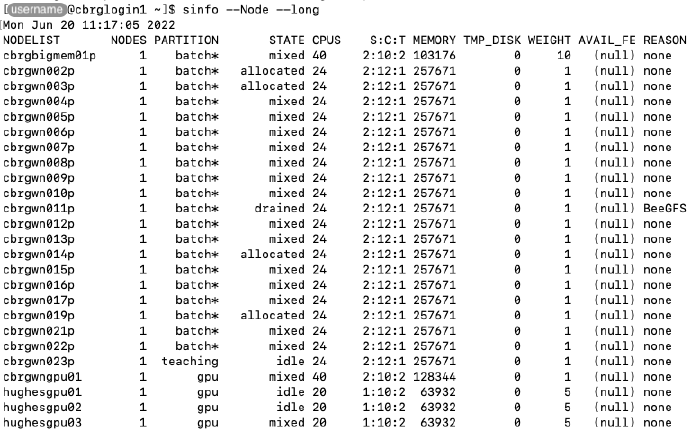 [username@cbrglogin1 ~]$ sinfo --Node --long
Mon Jun 20 11:17:05 2022
NODELIST NODES PARTITION STATE CPUS S:C:T MEMORY TMP_DISK WEIGHT AVAIL_FE REASON
cbrgbigmem01p 1 batch* mixed 40 2:10:2 103176 0 10 (null) none
cbrgwn002p 1 batch* allocated 24 2:12:1 257671 0 1 (null) none
cbrgwn003p 1 batch* allocated 24 2:12:1 257671 0 1 (null) none
cbrgwn004p 1 batch* mixed 24 2:12:1 257671 0 1 (null) none
cbrgwn005p 1 batch* mixed 24 2:12:1 257671 0 1 (null) none
cbrgwn006p 1 batch* mixed 24 2:12:1 257671 0 1 (null) none
cbrgwn007p 1 batch* mixed 24 2:12:1 257671 0 1 (null) none
cbrgwn008p 1 batch* mixed 24 2:12:1 257671 0 1 (null) none
cbrgwn009p 1 batch* mixed 24 2:12:1 257671 0 1 (null) none
cbrgwn010p 1 batch* mixed 24 2:12:1 257671 0 1 (null) none
cbrgwn011p 1 batch* drained 24 2:12:1 257671 0 1 (null) BeeGFS
cbrgwn012p 1 batch* mixed 24 2:12:1 257671 0 1 (null) none
cbrgwn013p 1 batch* mixed 24 2:12:1 257671 0 1 (null) none
cbrgwn014p 1 batch* allocated 24 2:12:1 257671 0 1 (null) none
cbrgwn015p 1 batch* mixed 24 2:12:1 257671 0 1 (null) none
cbrgwn016p 1 batch* mixed 24 2:12:1 257671 0 1 (null) none
cbrgwn017p 1 batch* mixed 24 2:12:1 257671 0 1 (null) none
cbrgwn019p 1 batch* allocated 24 2:12:1 257671 0 1 (null) none
cbrgwn021p 1 batch* mixed 24 2:12:1 257671 0 1 (null) none
cbrgwn022p 1 batch* mixed 24 2:12:1 257671 0 1 (null) none
cbrgwn023p 1 teaching idle 24 2:12:1 257671 0 1 (null) none
cbrgwngpu01 1 gpu mixed 40 2:10:2 128344 0 1 (null) none
hughesgpu01 1 gpu idle 20 1:10:2 63932 0 5 (null) none
hughesgpu02 1 gpu idle 20 1:10:2 63932 0 5 (null) none
hughesgpu03 1 gpu mixed 20 1:10:2 63932 0 5 (null) none